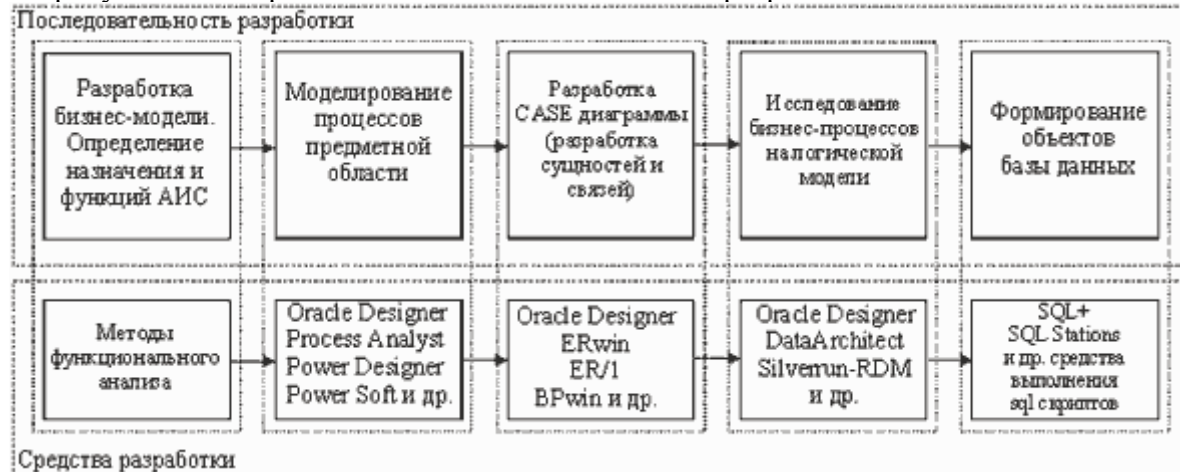 Последовательность разработки
Разработка
бизнес-модели.
Определение
назначения и
функций АИС
Моделирование
процессов
предметной
области
Разработка
CASE диаграммы
(разработка
сущностей и
связей)
Исследование
бизнес-процессов
на логической
модели
Формирование
объектов
базы данных
Методы
функционального
анализа
Oracle Designer
Process Analyst
Power Designer
Power Soft и др.
Oracle Designer
ERwin
ER/1
BPwin и др.
Oracle Designer
DataArchitect
Silverrun-RDM
и др.
SQL+
SQL Stations
и др. средства
выполнения
sql скриптов
Средства разработки